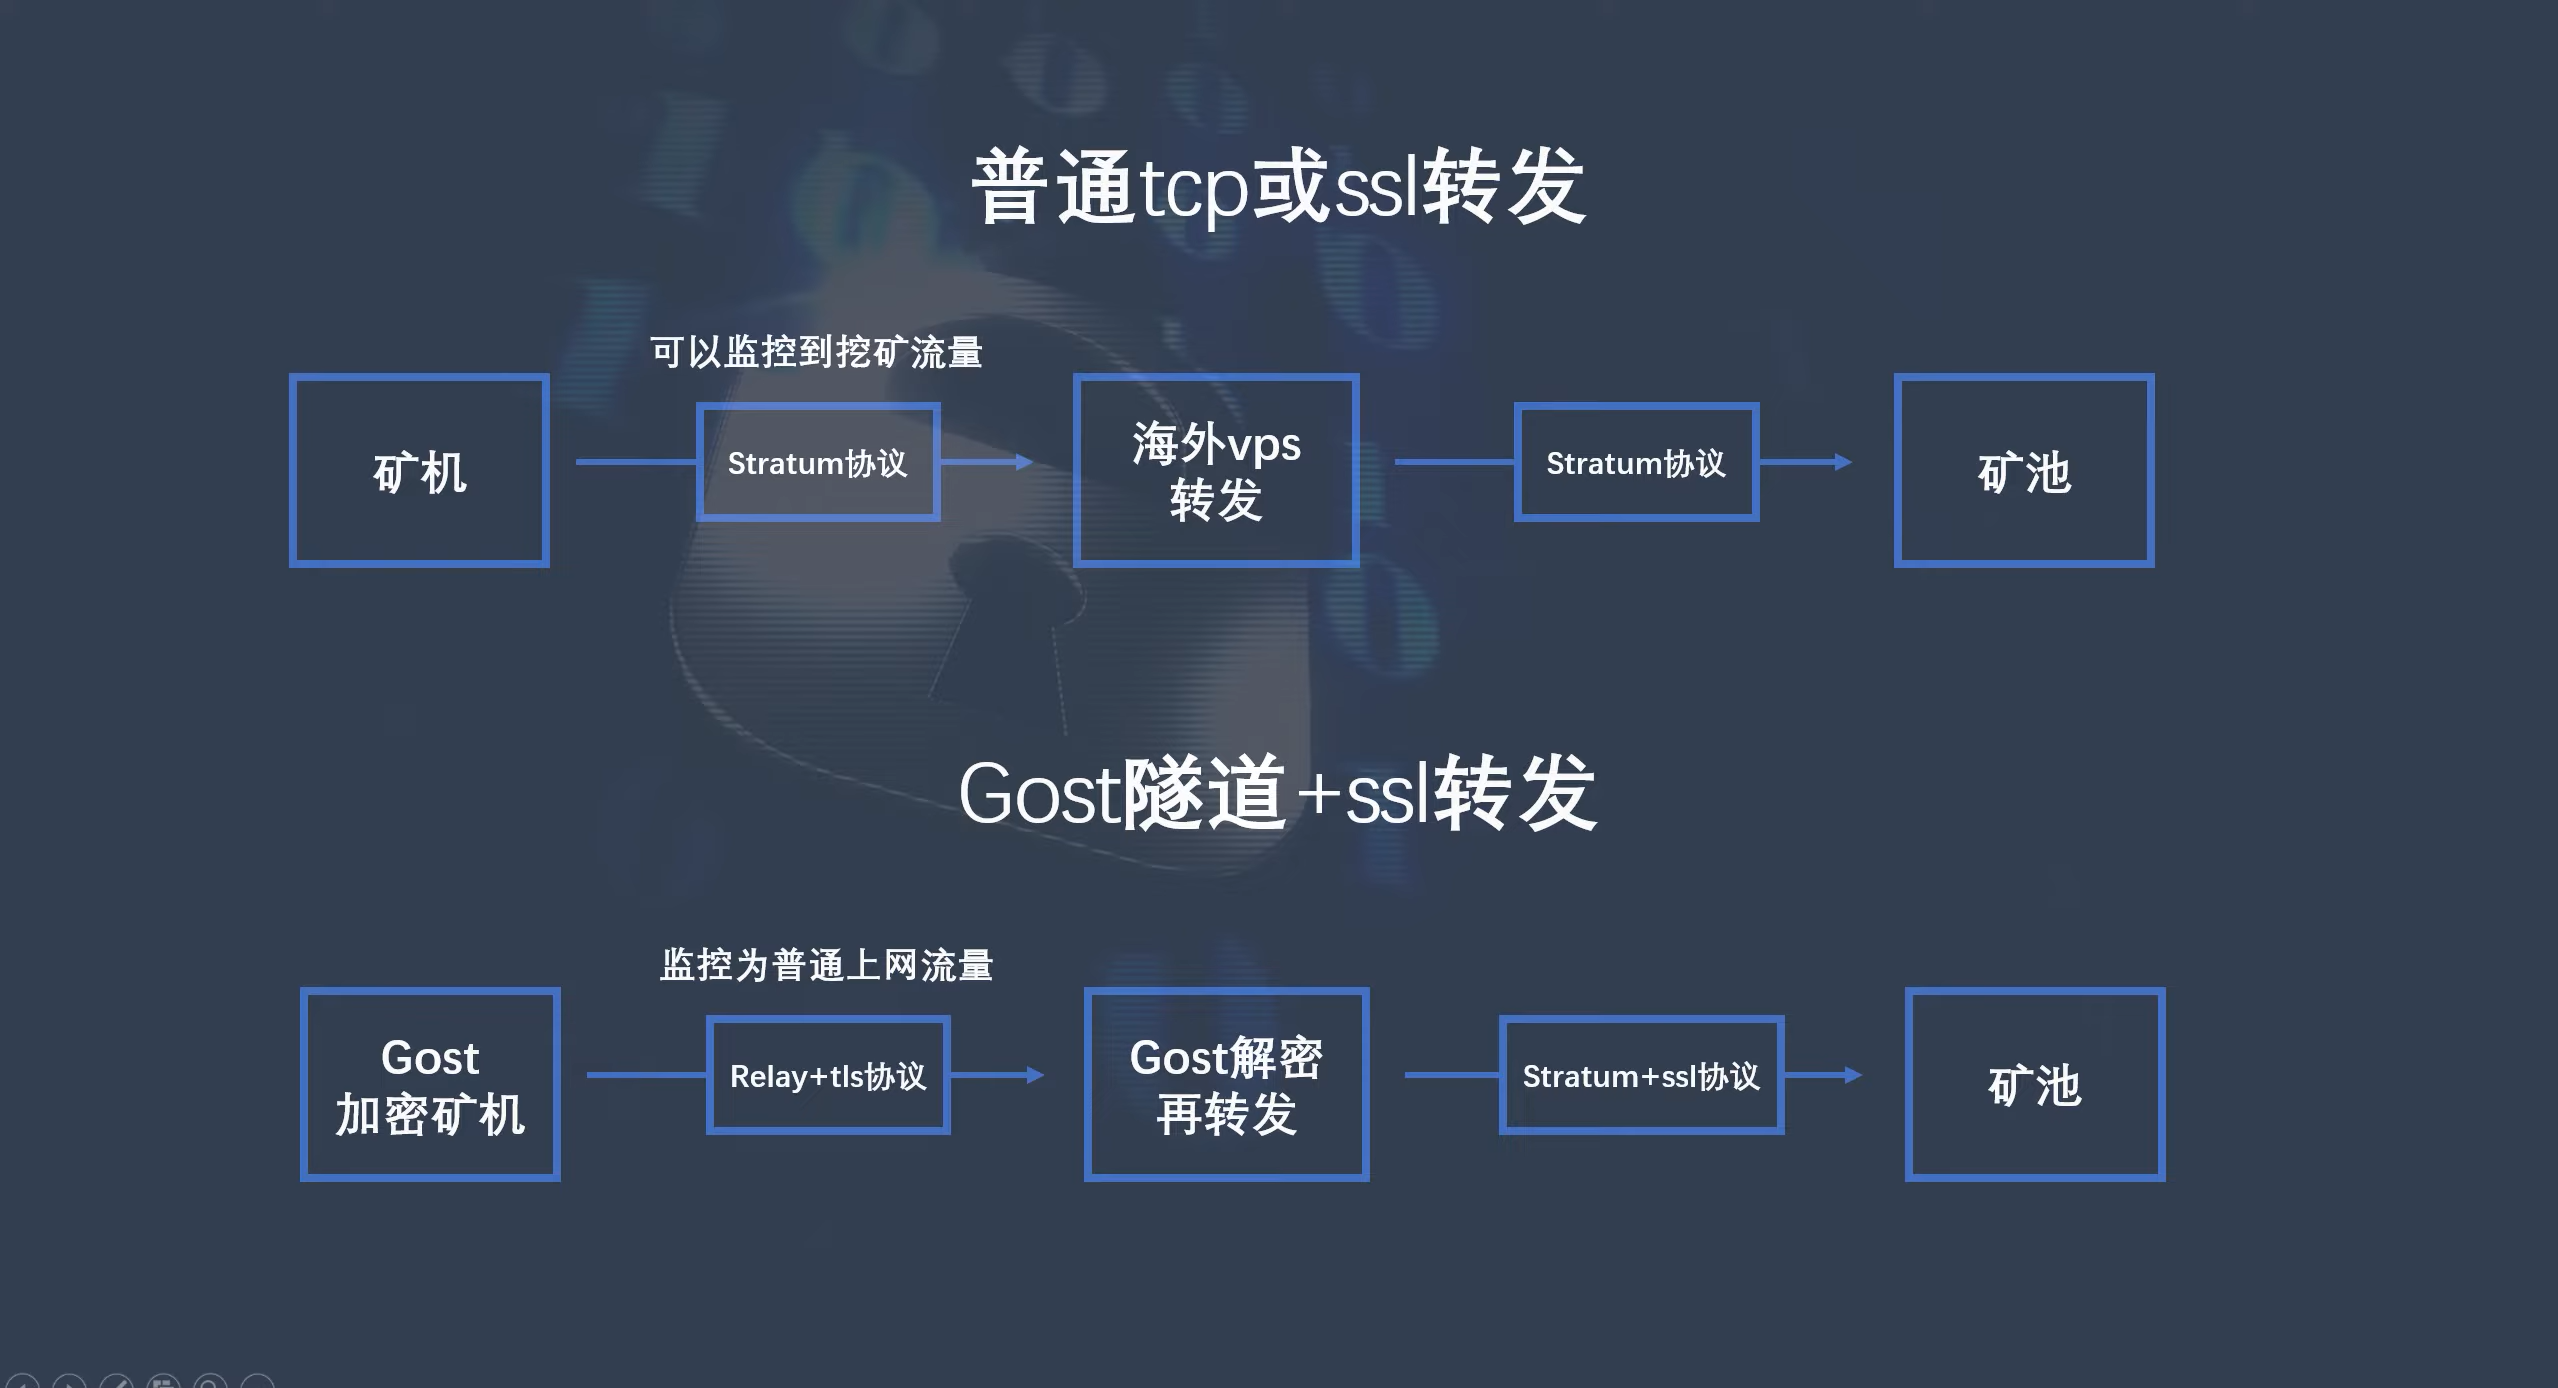 普通tcp或ssl转发
可以监控到挖矿流量
矿机
Stratum协议
海外vps
转发
Stratum协议
矿池
Gost隧道+ssl转发
监控为普通上网流量
Gost
加密矿机
Relay+tls协议
Gost解密
再转发
Stratum+ssl协议
矿池